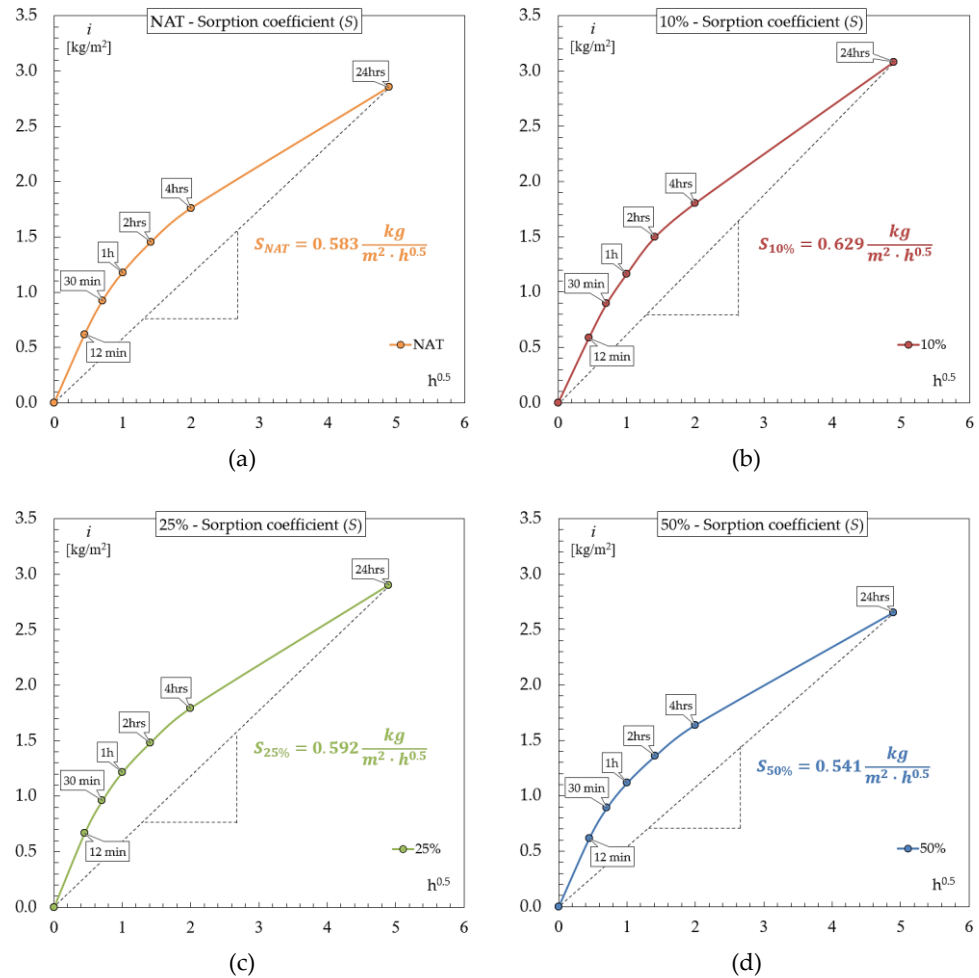 NAT - Sorption coefficient (S)
i
[kg/m²]
3.5
3.0
2.5
2.0
1.5
1.0
0.5
0.0
24hrs
4hrs
2hrs
1h
30 min
12 min
S_NAT = 0.583 kg / m² · h^0.5
NAT
h^0.5
0 1 2 3 4 5 6
(a)
10% - Sorption coefficient (S)
i
[kg/m²]
3.5
3.0
2.5
2.0
1.5
1.0
0.5
0.0
24hrs
4hrs
2hrs
1h
30 min
12 min
S_10% = 0.629 kg / m² · h^0.5
10%
h^0.5
0 1 2 3 4 5 6
(b)
25% - Sorption coefficient (S)
i
[kg/m²]
3.5
3.0
2.5
2.0
1.5
1.0
0.5
0.0
24hrs
4hrs
2hrs
1h
30 min
12 min
S_25% = 0.592 kg / m² · h^0.5
25%
h^0.5
0 1 2 3 4 5 6
(c)
50% - Sorption coefficient (S)
i
[kg/m²]
3.5
3.0
2.5
2.0
1.5
1.0
0.5
0.0
24hrs
4hrs
2hrs
1h
30 min
12 min
S_50% = 0.541 kg / m² · h^0.5
50%
h^0.5
0 1 2 3 4 5 6
(d)